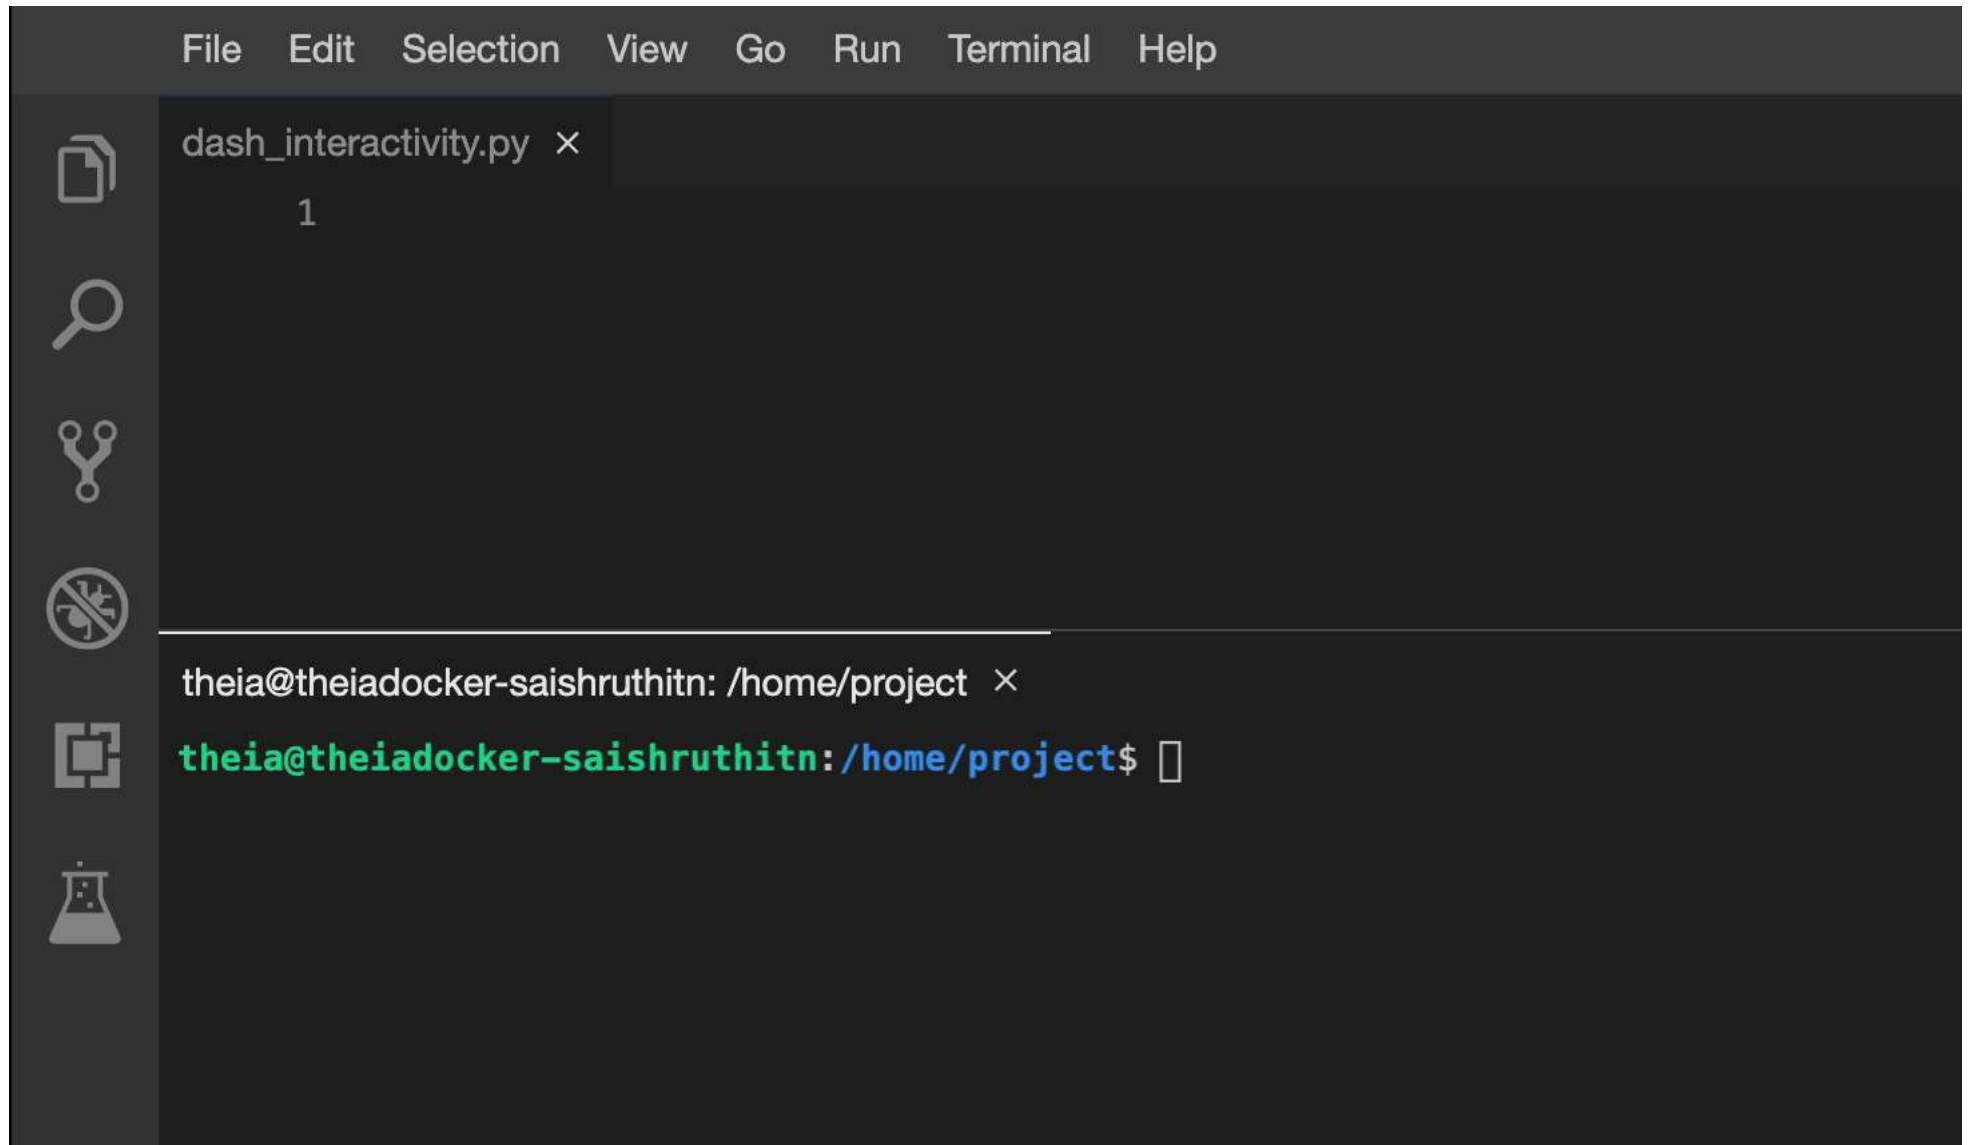 File Edit Selection View Go Run Terminal Help
dash_interactivity.py ×
1
theia@theiadocker-saishruthitn: /home/project ×
theia@theiadocker-saishruthitn:/home/project$